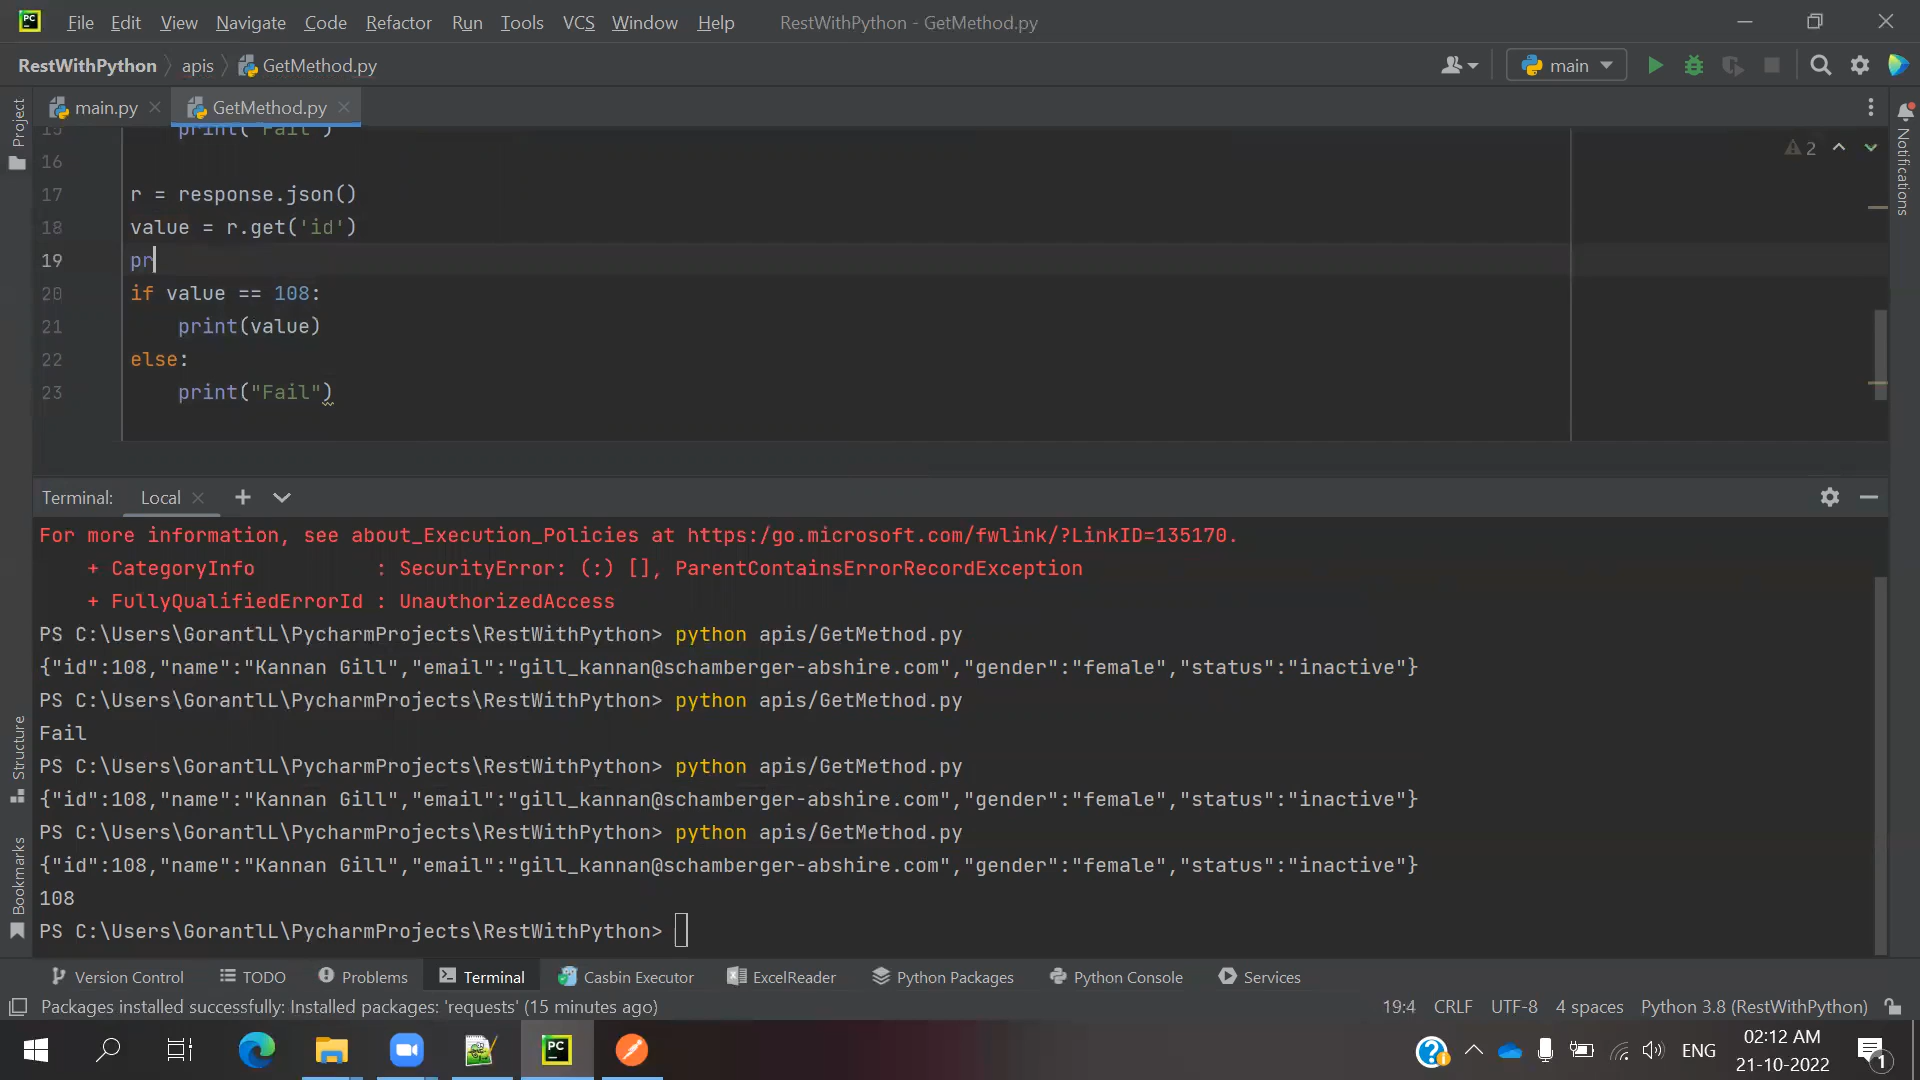 File Edit View Navigate Code Refactor Run Tools VCS Window Help RestWithPython - GetMethod.py
RestWithPython apis GetMethod.py main
main.py GetMethod.py
Project
Notifications
15 print("Fail")
2
16
17 r = response.json()
18 value = r.get('id')
19 pr
20 if value == 108:
21 print(value)
22 else:
23 print("Fail")
Terminal: Local
For more information, see about_Execution_Policies at https:/go.microsoft.com/fwlink/?LinkID=135170.
+ CategoryInfo : SecurityError: (:) [], ParentContainsErrorRecordException
+ FullyQualifiedErrorId : UnauthorizedAccess
PS C:\Users\GorantlL\PycharmProjects\RestWithPython> python apis/GetMethod.py
{"id":108,"name":"Kannan Gill","email":"gill_kannan@schamberger-abshire.com","gender":"female","status":"inactive"}
PS C:\Users\GorantlL\PycharmProjects\RestWithPython> python apis/GetMethod.py
Fail
PS C:\Users\GorantlL\PycharmProjects\RestWithPython> python apis/GetMethod.py
{"id":108,"name":"Kannan Gill","email":"gill_kannan@schamberger-abshire.com","gender":"female","status":"inactive"}
PS C:\Users\GorantlL\PycharmProjects\RestWithPython> python apis/GetMethod.py
{"id":108,"name":"Kannan Gill","email":"gill_kannan@schamberger-abshire.com","gender":"female","status":"inactive"}
108
PS C:\Users\GorantlL\PycharmProjects\RestWithPython>
Structure
Bookmarks
Version Control TODO Problems Terminal Casbin Executor ExcelReader Python Packages Python Console Services
Packages installed successfully: Installed packages: 'requests' (15 minutes ago) 19:4 CRLF UTF-8 4 spaces Python 3.8 (RestWithPython)
PC
ENG
02:12 AM
21-10-2022
1